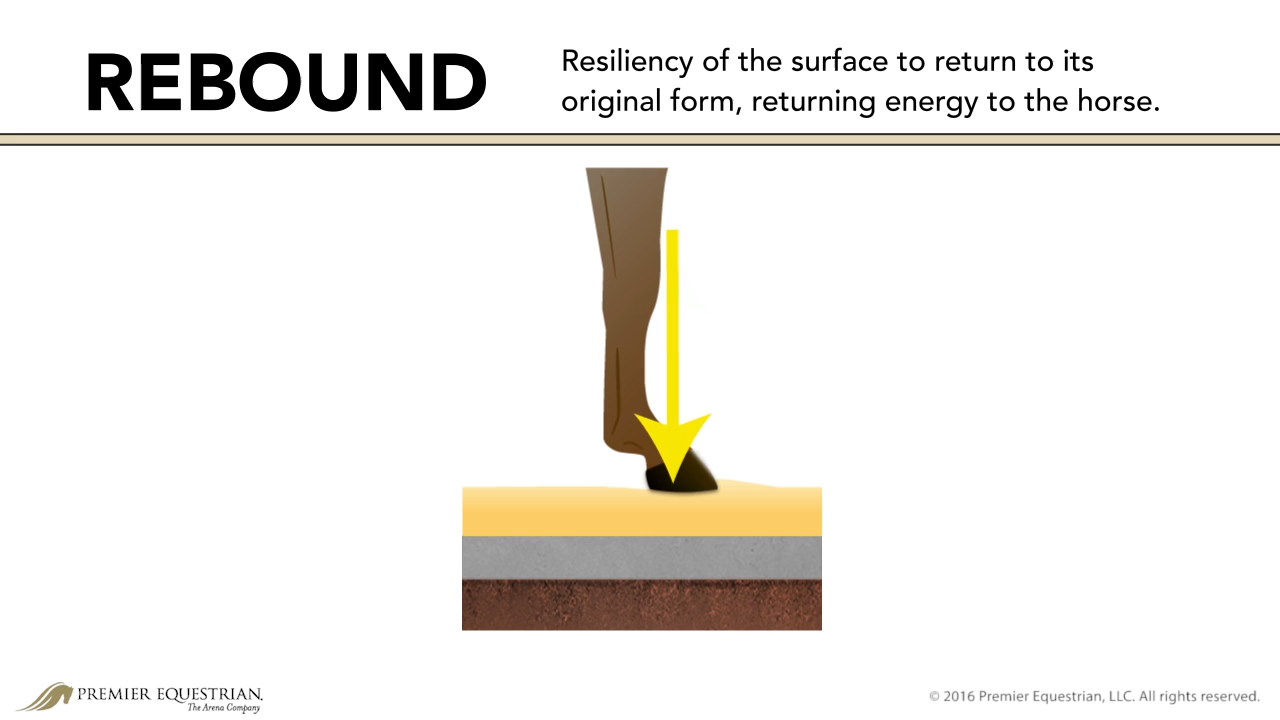 REBOUND
Resiliency of the surface to return to its
original form, returning energy to the horse.
PREMIER EQUESTRIAN.
The Arena Company
© 2016 Premier Equestrian, LLC. All rights reserved.